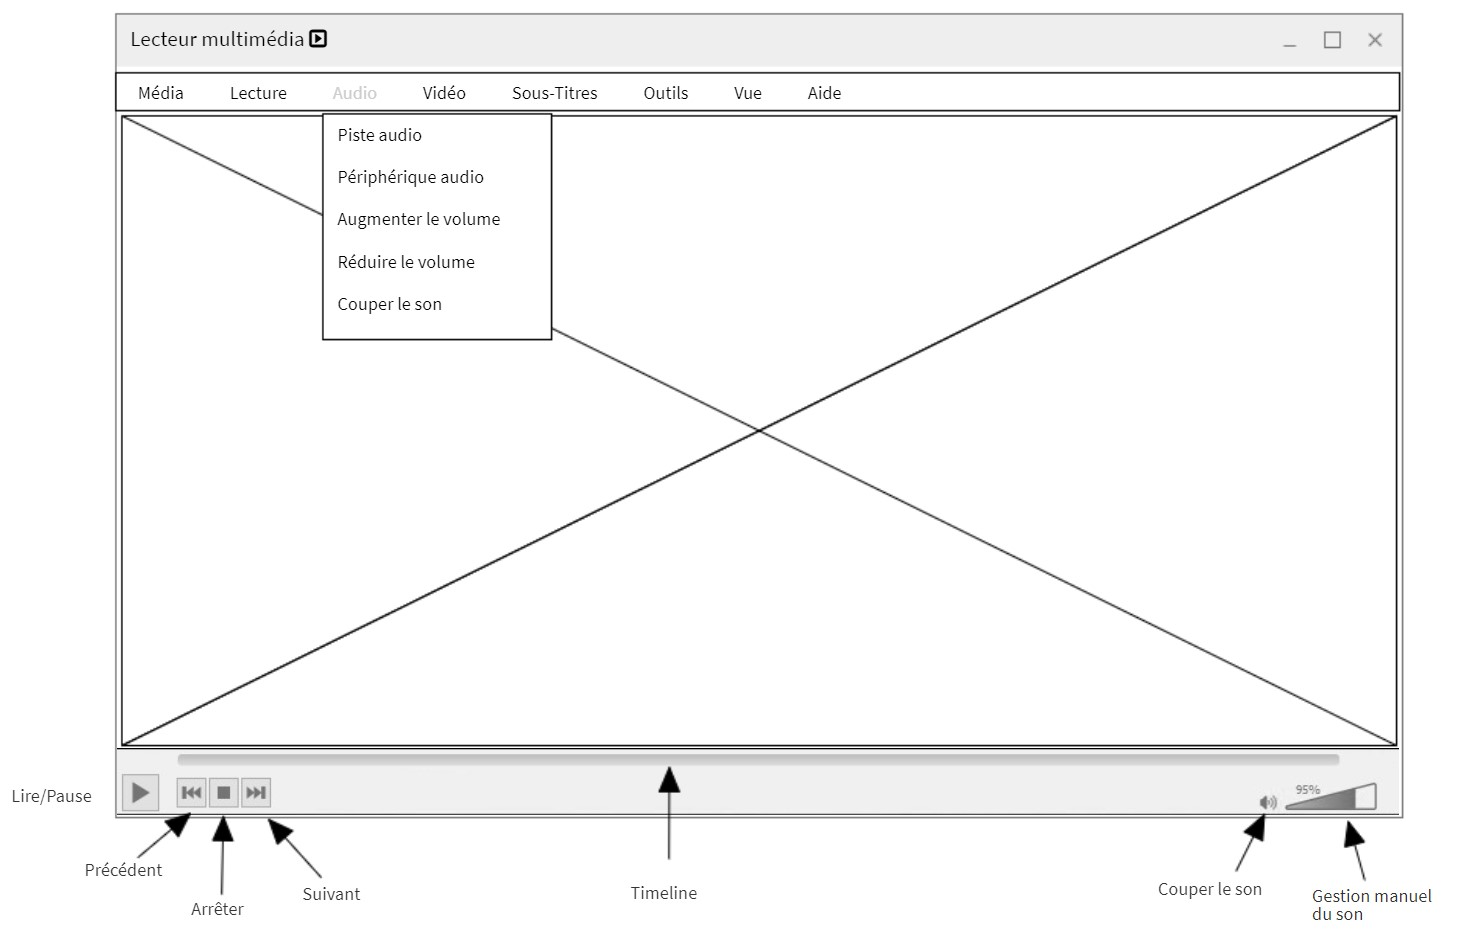 Lecteur multimédia
Média Lecture Audio Vidéo Sous-Titres Outils Vue Aide
Piste audio
Périphérique audio
Augmenter le volume
Réduire le volume
Couper le son
95%
Lire/Pause
Précédent
Arrêter
Suivant
Timeline
Couper le son
Gestion manuel
du son